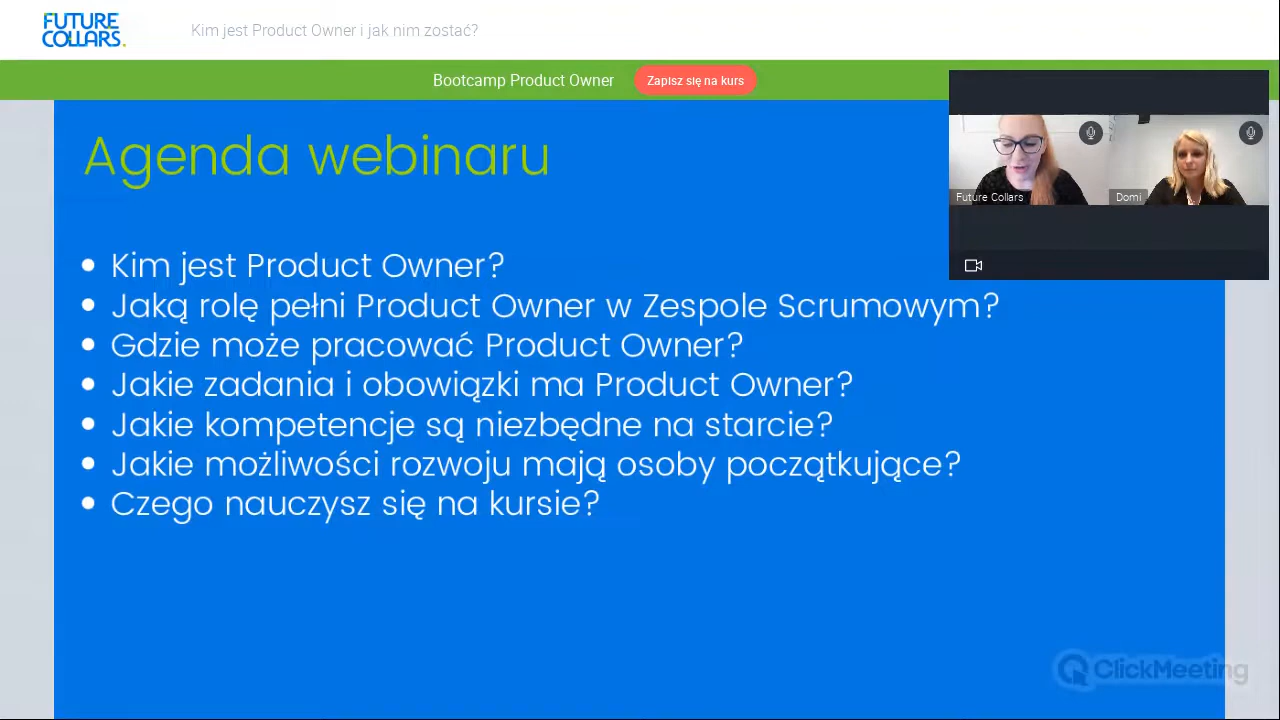 FUTURE
COLLARS.
Kim jest Product Owner i jak nim zostać?
Bootcamp Product Owner
Zapisz się na kurs
Agenda webinaru
Future Collars
Domi
• Kim jest Product Owner?
• Jaką rolę pełni Product Owner w Zespole Scrumowym?
• Gdzie może pracować Product Owner?
• Jakie zadania i obowiązki ma Product Owner?
• Jakie kompetencje są niezbędne na starcie?
• Jakie możliwości rozwoju mają osoby początkujące?
• Czego nauczysz się na kursie?
ClickMeeting